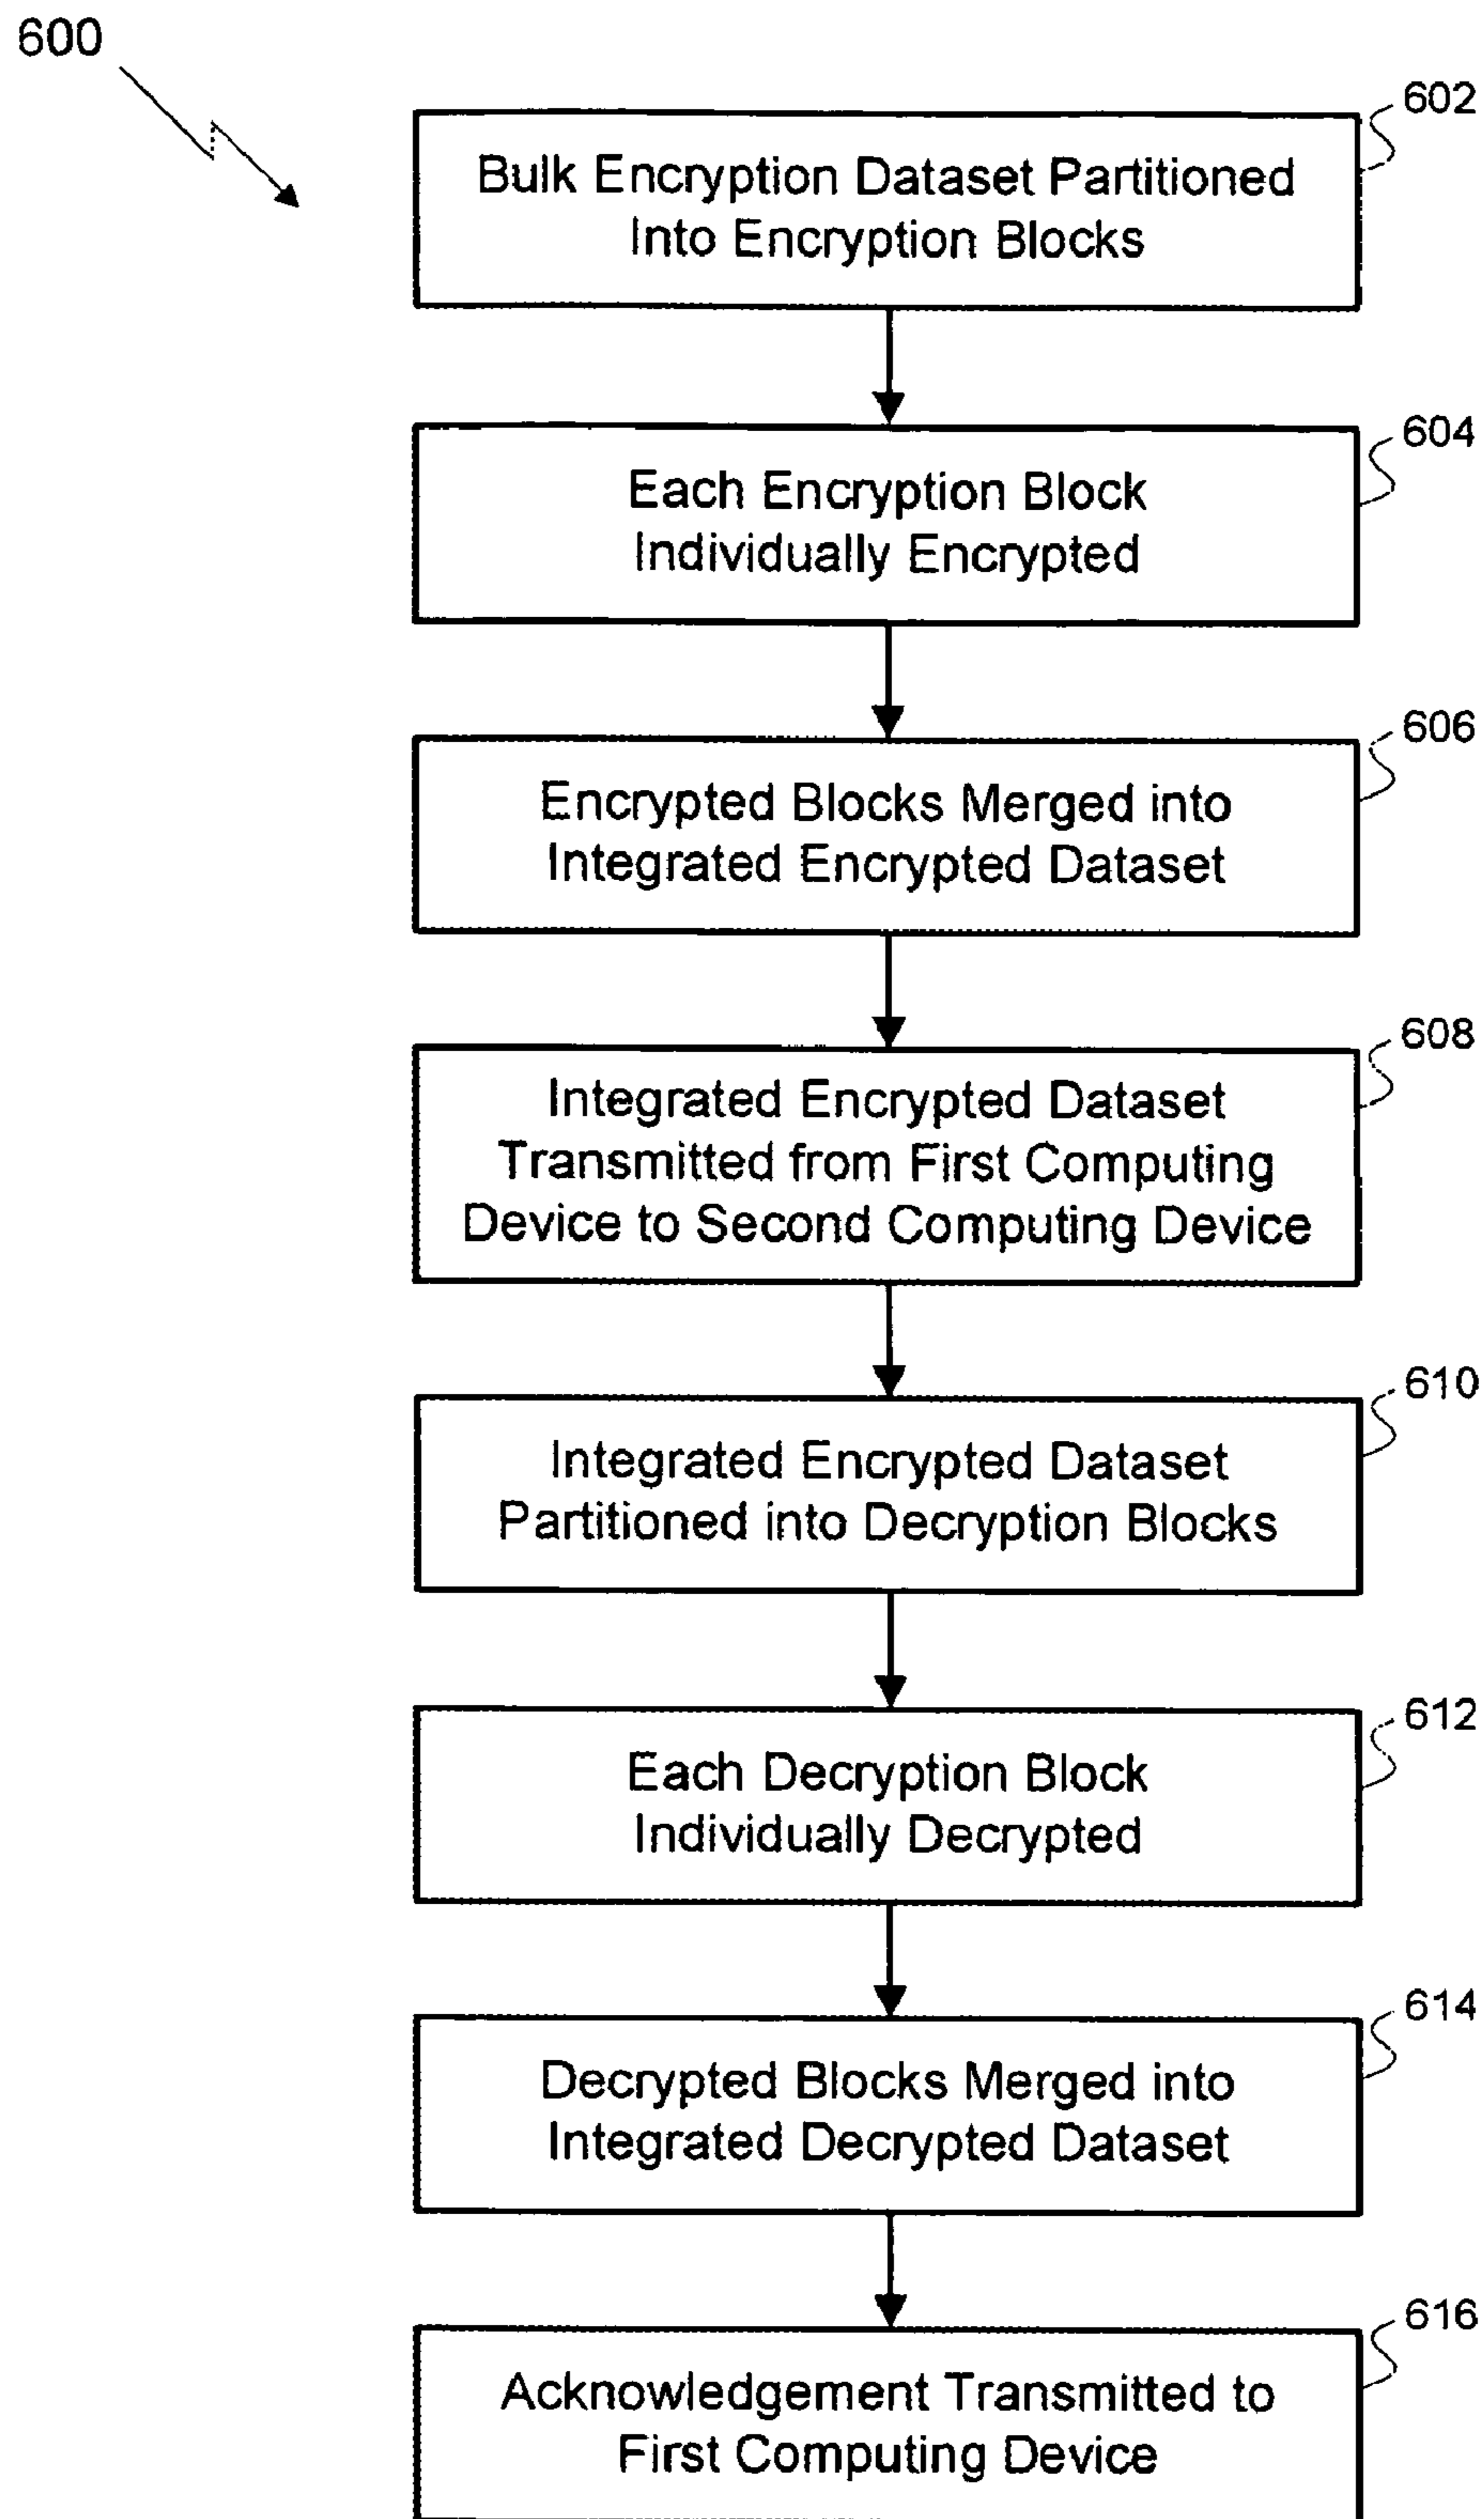 600
602
Bulk Encryption Dataset Partitioned
Into Encryption Blocks
604
Each Encryption Block
Individually Encrypted
606
Encrypted Blocks Merged into
Integrated Encrypted Dataset
608
Integrated Encrypted Dataset
Transmitted from First Computing
Device to Second Computing Device
610
Integrated Encrypted Dataset
Partitioned into Decryption Blocks
612
Each Decryption Block
Individually Decrypted
614
Decrypted Blocks Merged into
Integrated Decrypted Dataset
616
Acknowledgement Transmitted to
First Computing Device